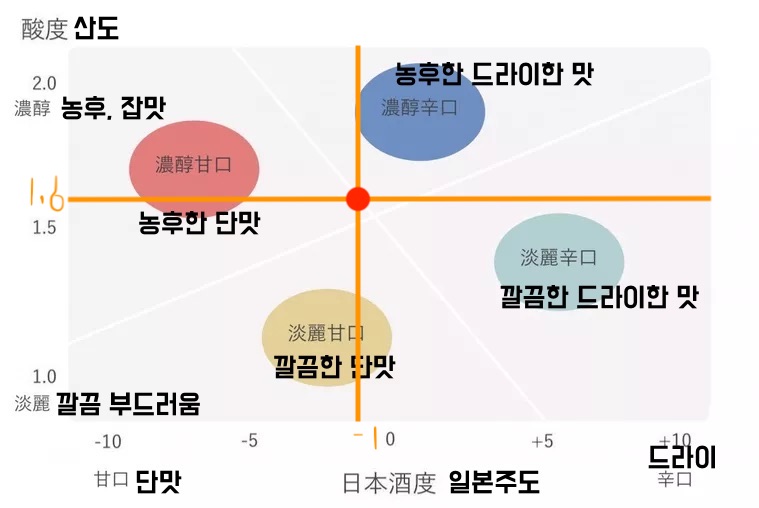 酸度 산도
2.0
濃醇 농후, 잡맛
농후한 드라이한 맛
濃醇辛口
濃醇甘口
1.6
농후한 단맛
1.5
淡麗辛口
깔끔한 드라이한 맛
淡麗甘口
깔끔한 단맛
1.0
淡麗 깔끔 부드러움
-10 -5 -1 0 +5 +10
드라이
甘口 단맛 日本酒度 일본주도 辛口